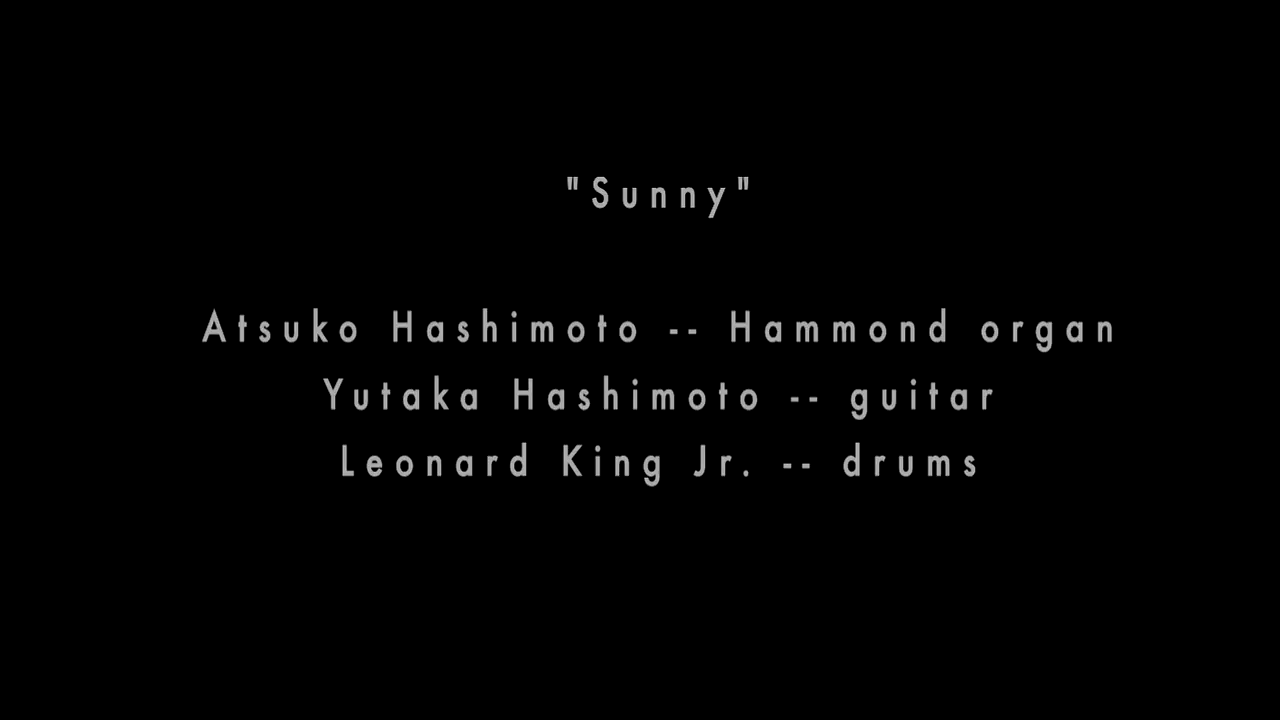 "Sunny"
Atsuko Hashimoto -- Hammond organ
Yutaka Hashimoto -- guitar
Leonard King Jr. -- drums